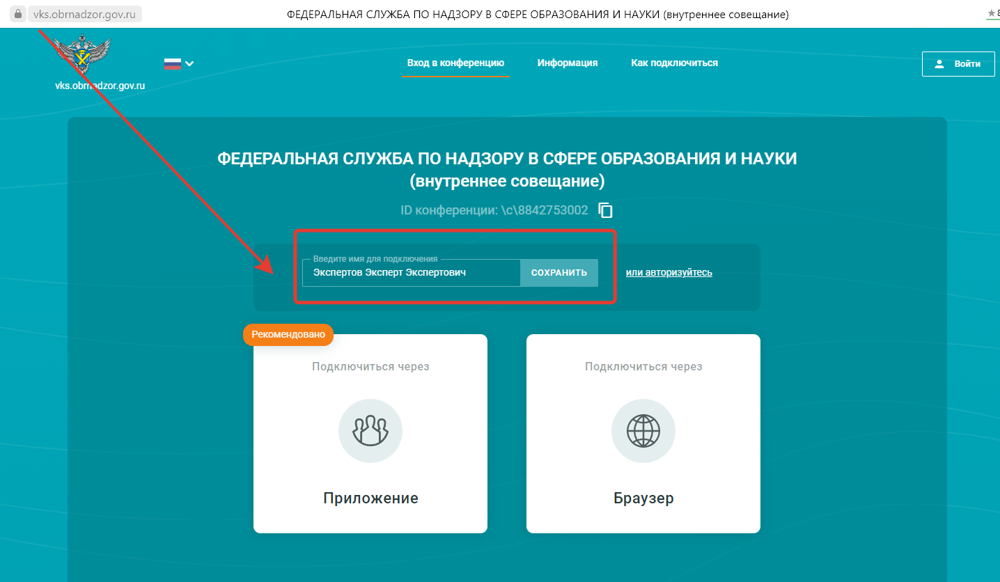 vks.obrnadzor.gov.ru
ФЕДЕРАЛЬНАЯ СЛУЖБА ПО НАДЗОРУ В СФЕРЕ ОБРАЗОВАНИЯ И НАУКИ (внутреннее совещание)
★8
vks.obrnadzor.gov.ru
Вход в конференцию
Информация
Как подключиться
Войти
ФЕДЕРАЛЬНАЯ СЛУЖБА ПО НАДЗОРУ В СФЕРЕ ОБРАЗОВАНИЯ И НАУКИ
(внутреннее совещание)
ID конференции: \c\8842753002
Введите имя для подключения
Экспертов Эксперт Экспертович
СОХРАНИТЬ
или авторизуйтесь
Рекомендовано
Подключиться через
Приложение
Подключиться через
Браузер